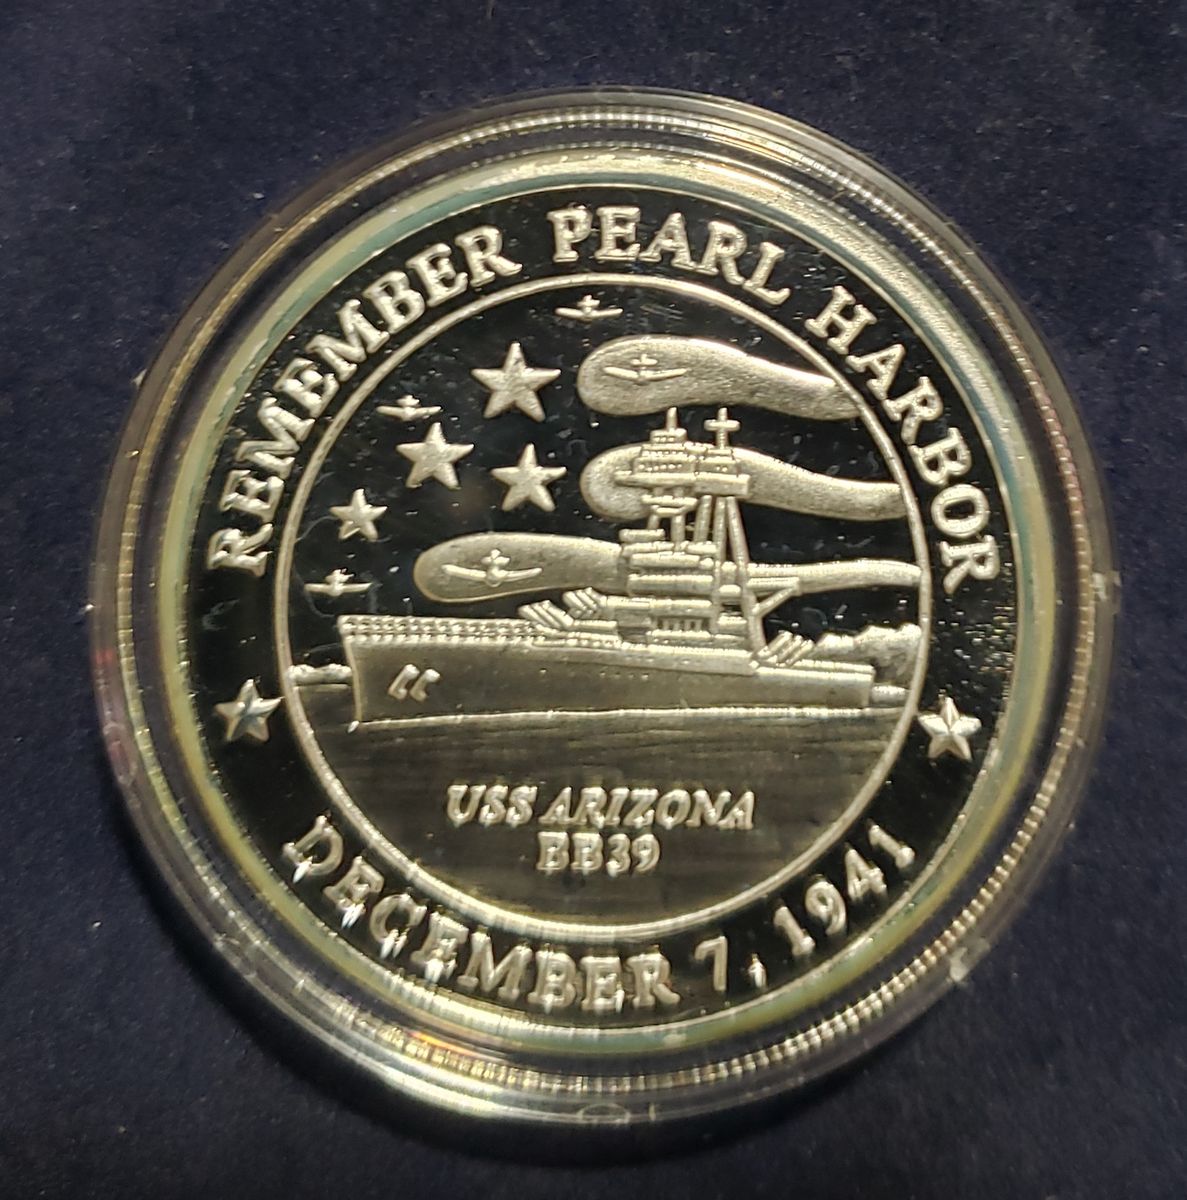 REMEMBER PEARL HARBOR
USS ARIZONA
BB39
DECEMBER 7, 1941